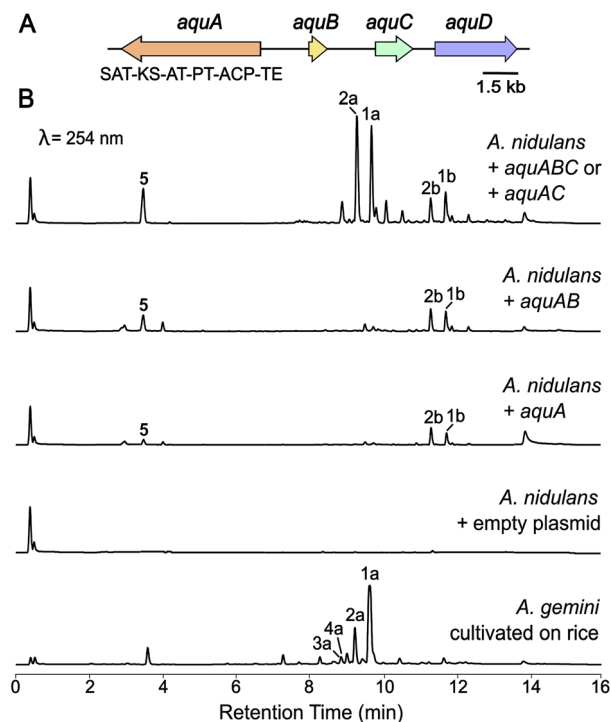 A
aquA aquB aquC aquD
SAT-KS-AT-PT-ACP-TE
1.5 kb
B
λ= 254 nm
2a 1a
5
2b 1b
A. nidulans
+ aquABC or
+ aquAC
5
2b 1b
A. nidulans
+ aquAB
5
2b 1b
A. nidulans
+ aquA
A. nidulans
+ empty plasmid
1a
2a
4a
3a
A. gemini
cultivated on rice
0 2 4 6 8 10 12 14 16
Retention Time (min)